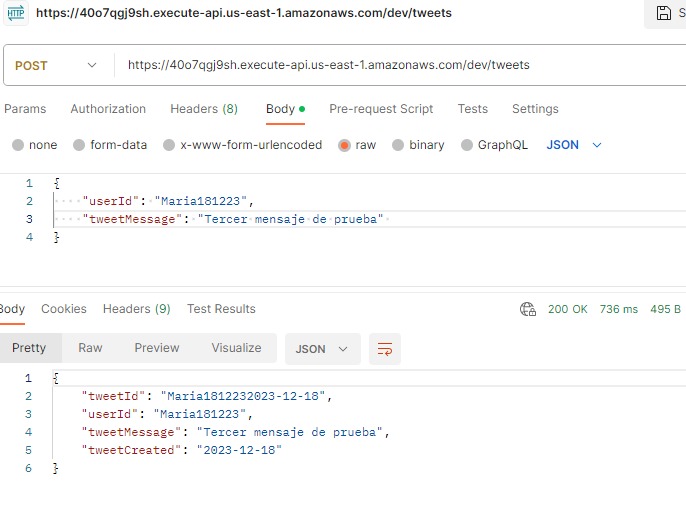 HTTP https://40o7qgj9sh.execute-api.us-east-1.amazonaws.com/dev/tweets S
POST https://40o7qgj9sh.execute-api.us-east-1.amazonaws.com/dev/tweets
Params Authorization Headers (8) Body Pre-request Script Tests Settings
none form-data x-www-form-urlencoded raw binary GraphQL JSON
1 {
2 "userId": "Maria181223",
3 "tweetMessage": "Tercer mensaje de prueba"
4 }
Body Cookies Headers (9) Test Results 200 OK 736 ms 495 B
Pretty Raw Preview Visualize JSON
1 {
2 "tweetId": "Maria1812232023-12-18",
3 "userId": "Maria181223",
4 "tweetMessage": "Tercer mensaje de prueba",
5 "tweetCreated": "2023-12-18"
6 }